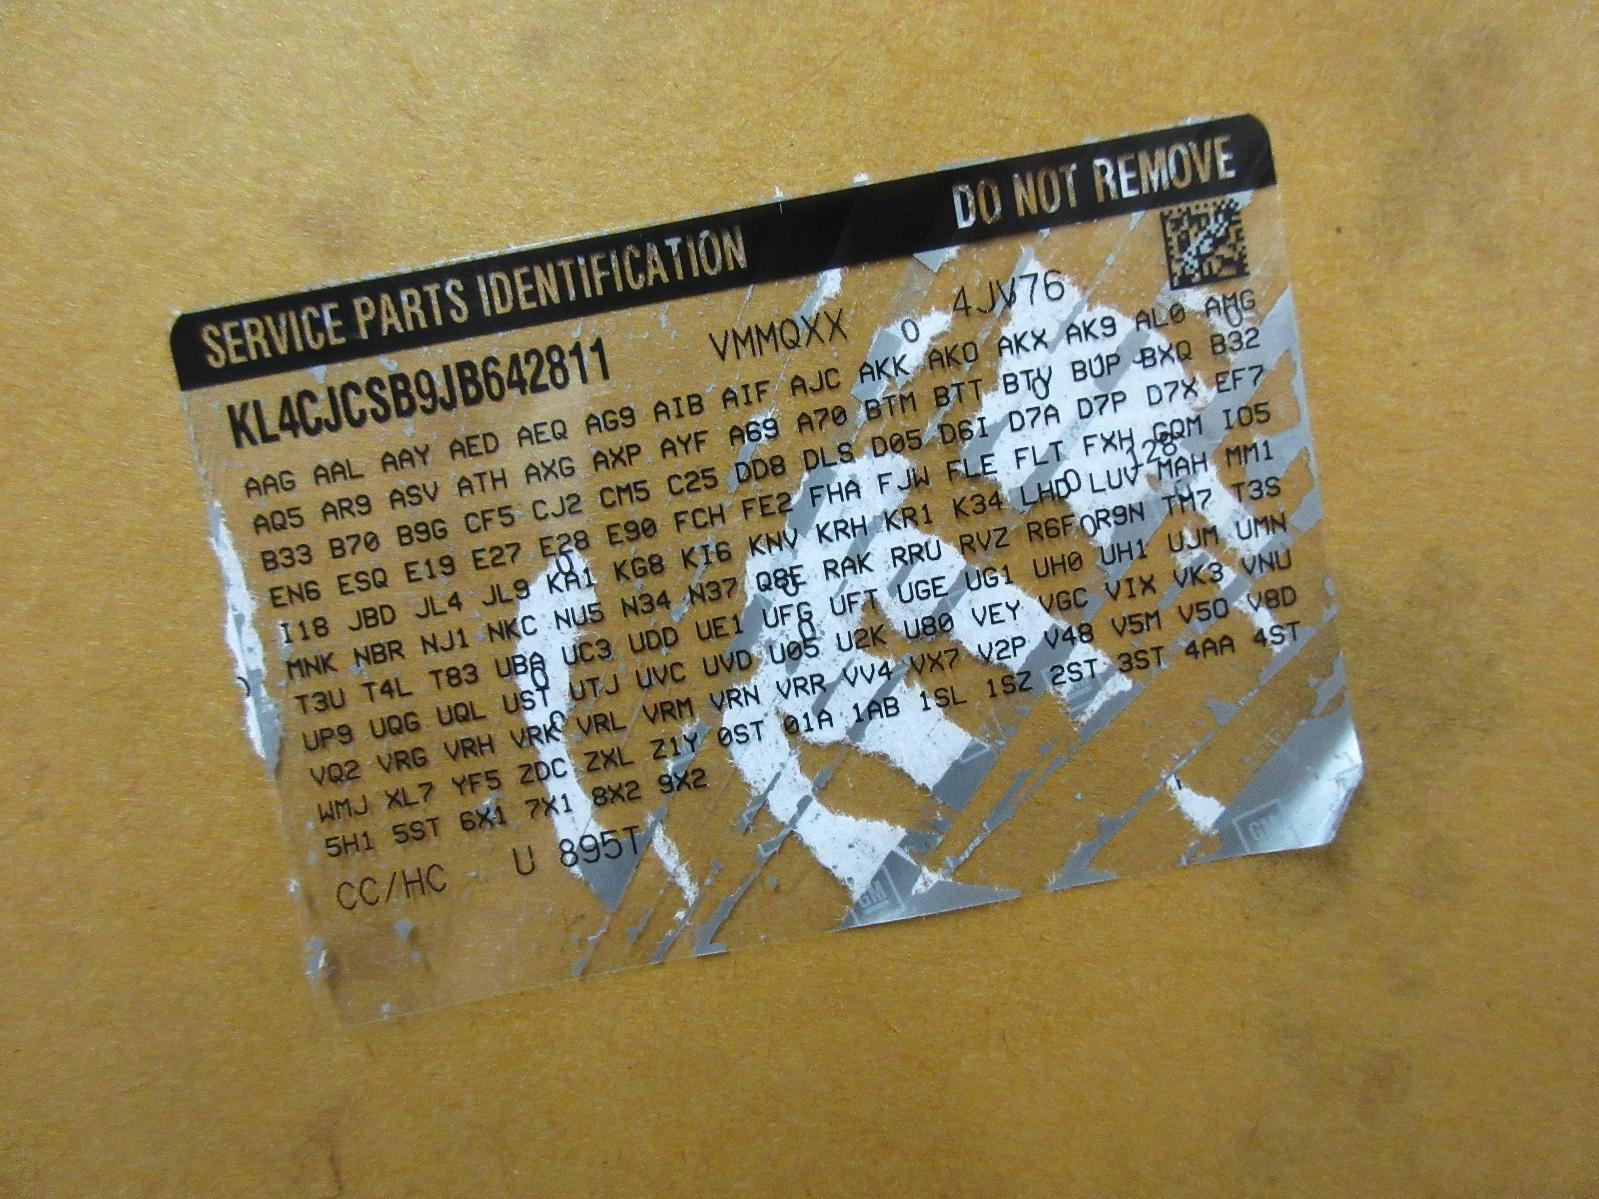 SERVICE PARTS IDENTIFICATION DO NOT REMOVE
KL4CJCSB9JB642811 VMMQXX 0 4JV76
AAG AAL AAY AED AEQ AG9 AIB AIF AJC AKK AKO AKX AK9 AL0 AMG
AQ5 AR9 ASV ATH AXG AXP AYF A69 A70 BTM BTT BTV BUP BXQ B32
B33 B70 B9G CF5 CJ2 CM5 C25 DD8 DLS D05 D6I D7A D7P D7X EF7
EN6 ESQ E19 E27 E28 E90 FCH FE2 FHA FJW FLE FLT FXH GQM IO5
I18 JBD JL4 JL9 KA1 KG8 KI6 KNV KRH KR1 K34 LHD LUV MAH MM1
MNK NBR NJ1 NKC NU5 N34 N37 Q8E RAK RRU RVZ R6F R9N TM7 T3S
T3U T4L T83 UBA UC3 UDD UE1 UFG UFT UGE UG1 UH0 UH1 UJM UMN
UP9 UQG UQL UST UTJ UVC UVD U05 U2K U80 VEY VGC VIX VK3 VNU
VQ2 VRG VRH VRK VRL VRM VRN VRR VV4 VX7 V2P V48 V5M V50 V8D
WMJ XL7 YF5 ZDC ZXL Z1Y 0ST 01A 1AB 1SL 1SZ 2ST 3ST 4AA 4ST
5H1 5ST 6X1 7X1 8X2 9X2
CC/HC U 895T
GM
GM